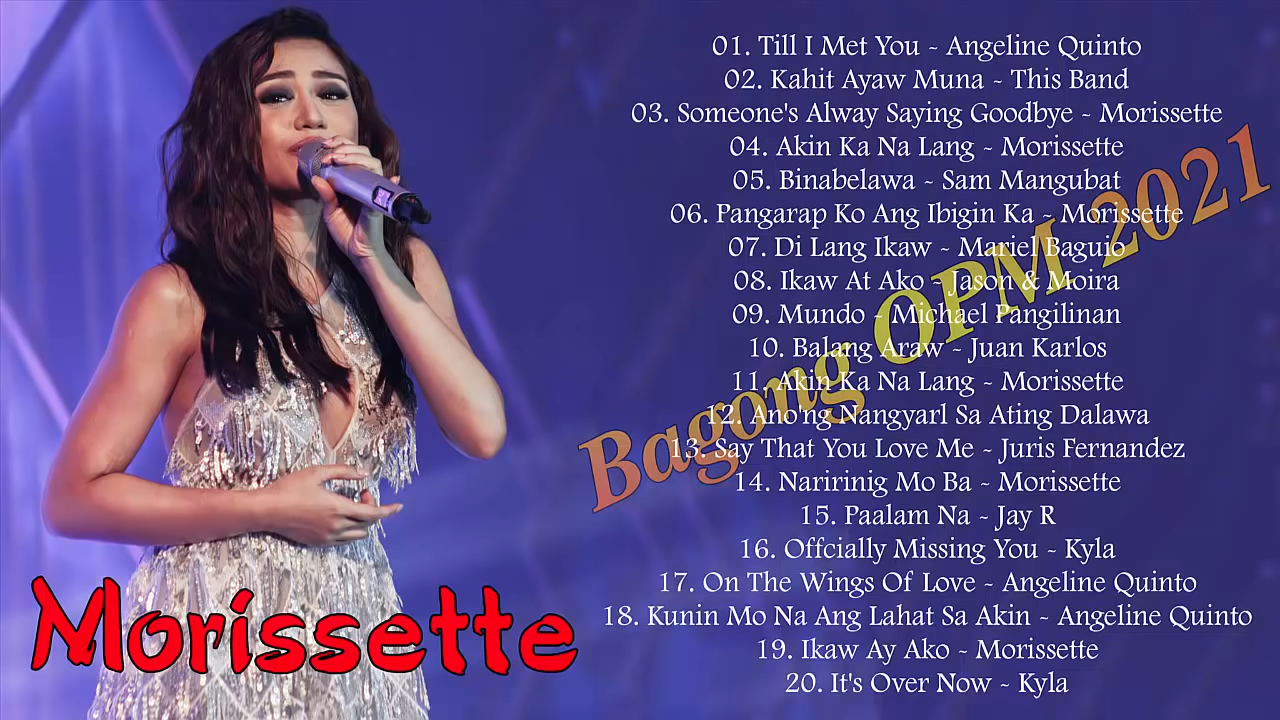 01. Till I Met You ~ Angeline Quinto
02. Kahit Ayaw Muna ~ This Band
03. Someone's Alway Saying Goodbye ~ Morissette
04. Akin Ka Na Lang ~ Morissette
05. Binabelawa ~ Sam Mangubat
06. Pangarap Ko Ang Ibigin Ka ~ Morissette
07. Di Lang Ikaw ~ Mariel Baguio
08. Ikaw At Ako ~ Jason & Moira
09. Mundo ~ Michael Pangilinan
10. Balang Araw ~ Juan Karlos
11. Akin Ka Na Lang ~ Morissette
12. Ano'ng Nangyarl Sa Ating Dalawa
13. Say That You Love Me ~ Juris Fernandez
14. Naririnig Mo Ba ~ Morissette
15. Paalam Na ~ Jay R
16. Offcially Missing You ~ Kyla
17. On The Wings Of Love ~ Angeline Quinto
18. Kunin Mo Na Ang Lahat Sa Akin ~ Angeline Quinto
19. Ikaw Ay Ako ~ Morissette
20. It's Over Now ~ Kyla
Bagong OPM 2021
Morissette